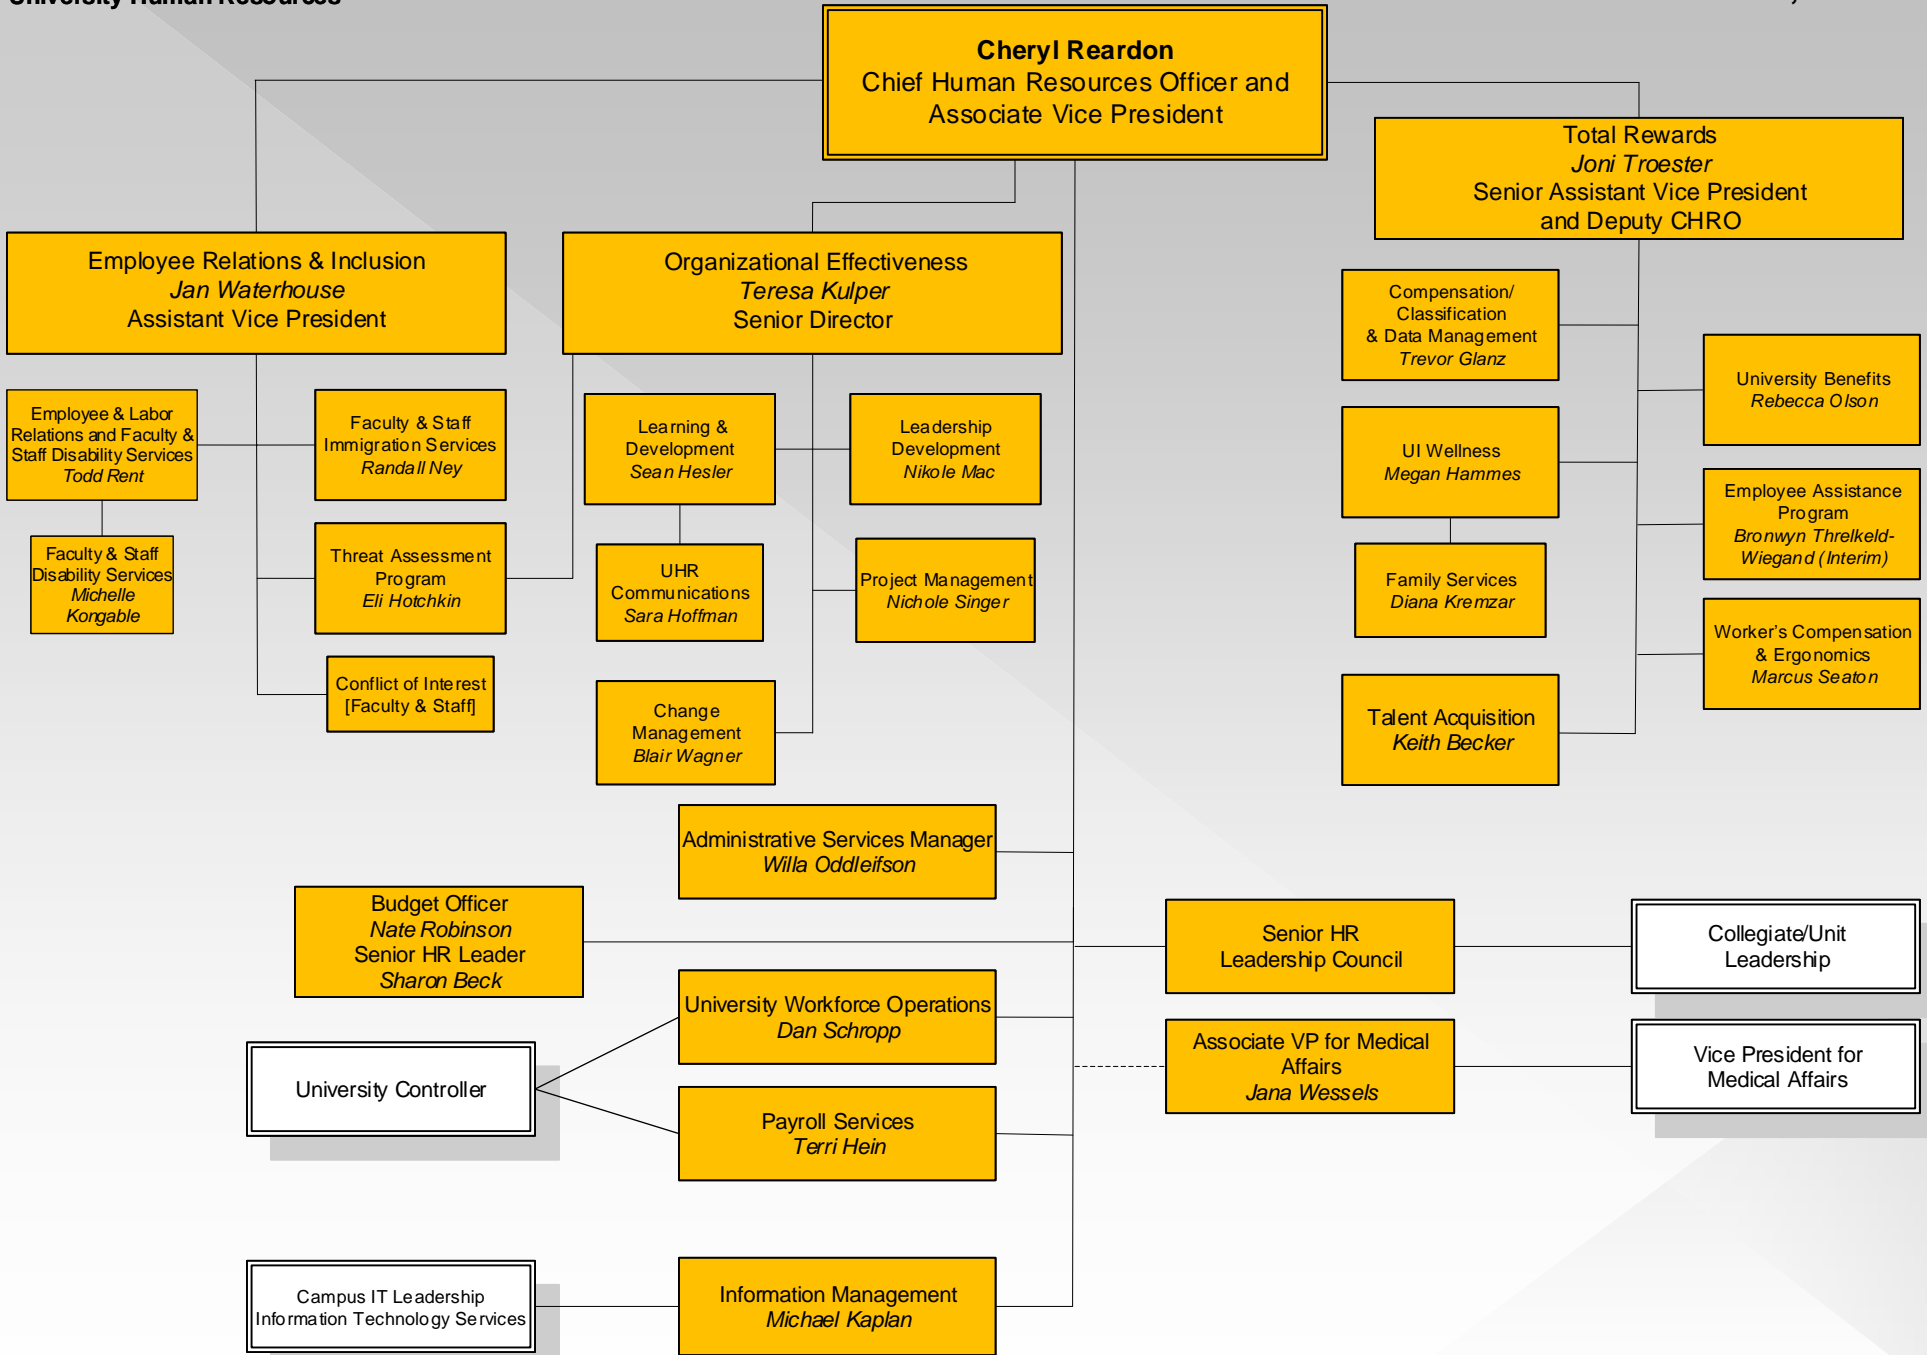 University Human Resources
Cheryl Reardon
Chief Human Resources Officer and
Associate Vice President
Total Rewards
Joni Troester
Senior Assistant Vice President
and Deputy CHRO
Employee Relations & Inclusion
Jan Waterhouse
Assistant Vice President
Organizational Effectiveness
Teresa Kulper
Senior Director
Employee & Labor
Relations and Faculty &
Staff Disability Services
Todd Rent
Faculty & Staff
Immigration Services
Randall Ney
Faculty & Staff
Disability Services
Michelle
Kongable
Threat Assessment
Program
Eli Hotchkin
Conflict of Interest
[Faculty & Staff]
Learning &
Development
Sean Hesler
Leadership
Development
Nikole Mac
UHR
Communications
Sara Hoffman
Project Management
Nichole Singer
Change
Management
Blair Wagner
Compensation/
Classification
& Data Management
Trevor Glanz
University Benefits
Rebecca Olson
UI Wellness
Megan Hammes
Employee Assistance
Program
Bronwyn Threlkeld-
Wiegand (Interim)
Family Services
Diana Kremzar
Worker's Compensation
& Ergonomics
Marcus Seaton
Talent Acquisition
Keith Becker
Administrative Services Manager
Willa Oddleifson
Budget Officer
Nate Robinson
Senior HR Leader
Sharon Beck
Senior HR
Leadership Council
Collegiate/Unit
Leadership
University Workforce Operations
Dan Schropp
Associate VP for Medical
Affairs
Jana Wessels
Vice President for
Medical Affairs
University Controller
Payroll Services
Terri Hein
Campus IT Leadership
Information Technology Services
Information Management
Michael Kaplan